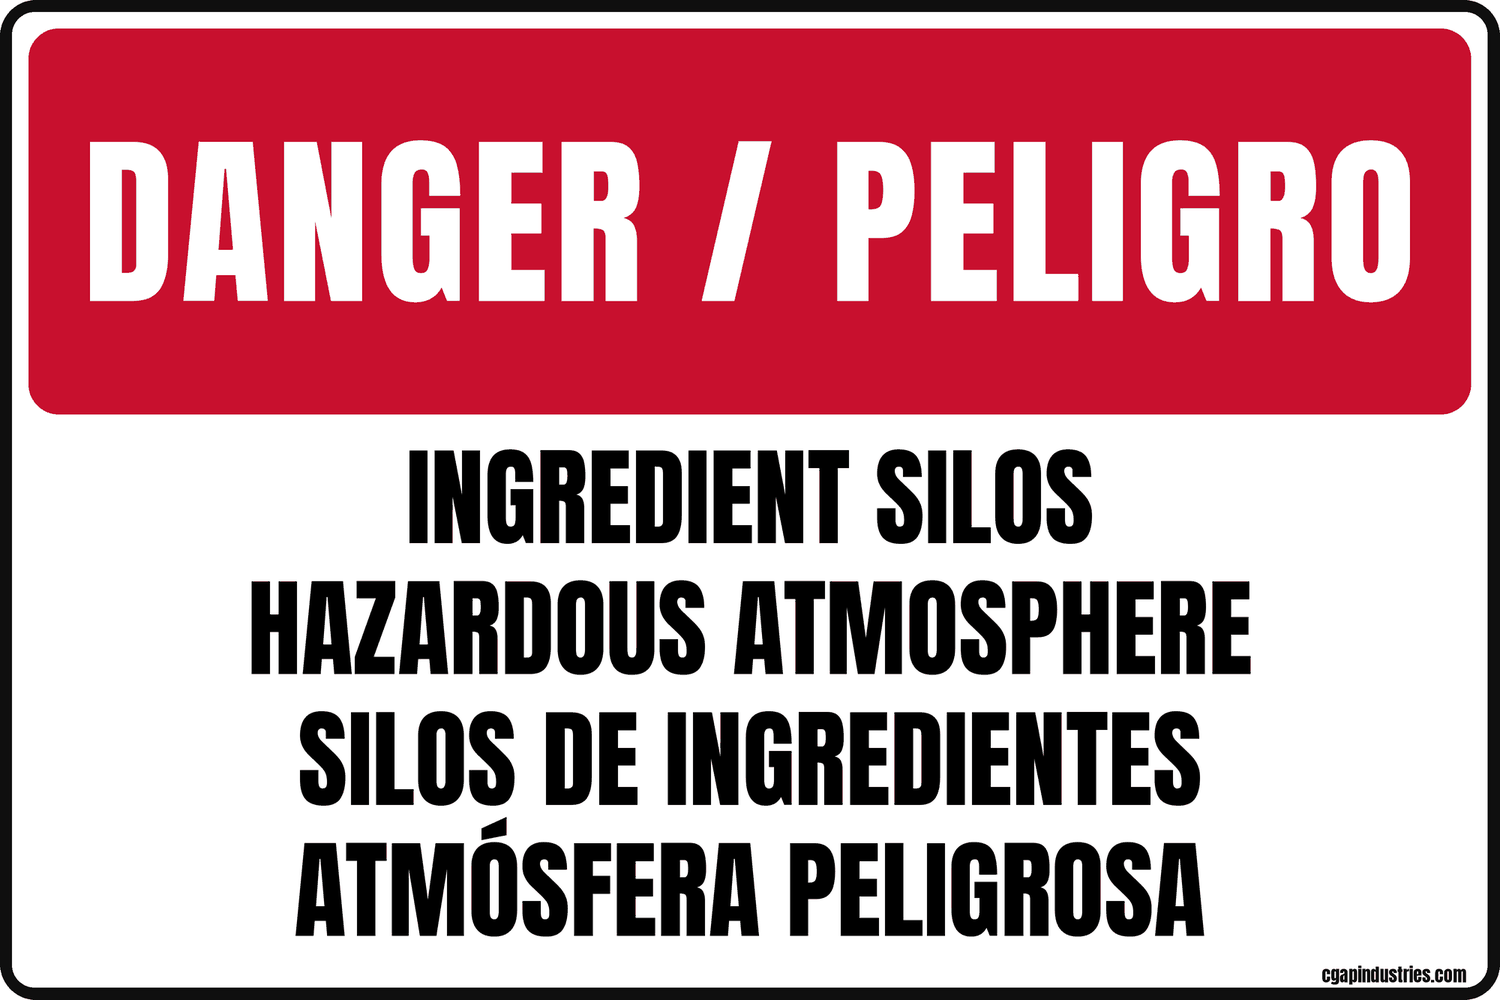 DANGER / PELIGRO
INGREDIENT SILOS
HAZARDOUS ATMOSPHERE
SILOS DE INGREDIENTES
ATMÓSFERA PELIGROSA
cgapindustries.com